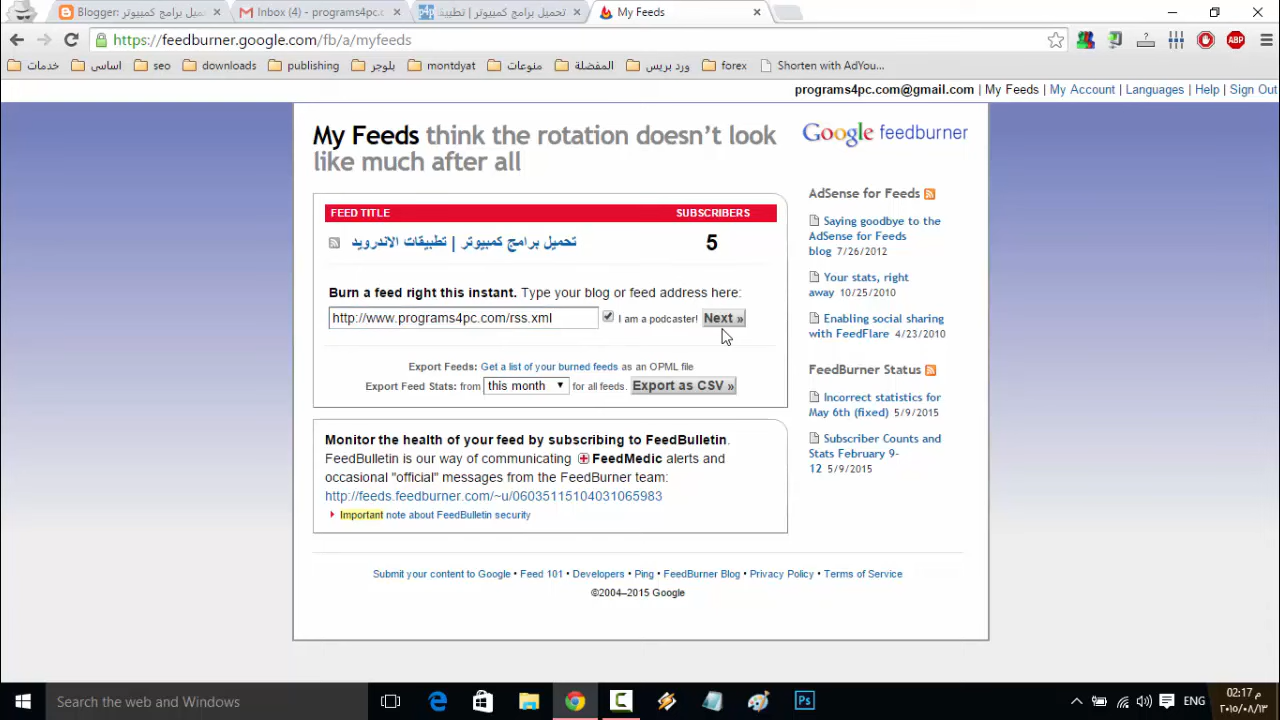 Blogger: تحميل برامج كمبيوتر
Inbox (4) - programs4pc.c
تحميل برامج كمبيوتر | تطبيق
My Feeds
https://feedburner.google.com/fb/a/myfeeds
ABP
خدمات
اساسى
seo
downloads
publishing
بلوجر
montdyat
منوعات
المفضلة
ورد بريس
forex
Shorten with AdYou...
programs4pc.com@gmail.com | My Feeds | My Account | Languages | Help | Sign Out
My Feeds think the rotation doesn't look
like much after all
Google feedburner
FEED TITLE SUBSCRIBERS
تحميل برامج كمبيوتر | تطبيقات الاندرويد 5
Burn a feed right this instant. Type your blog or feed address here:
http://www.programs4pc.com/rss.xml I am a podcaster! Next »
Export Feeds: Get a list of your burned feeds as an OPML file
Export Feed Stats: from this month for all feeds. Export as CSV »
Monitor the health of your feed by subscribing to FeedBulletin.
FeedBulletin is our way of communicating FeedMedic alerts and
occasional "official" messages from the FeedBurner team:
http://feeds.feedburner.com/~u/06035115104031065983
Important note about FeedBulletin security
AdSense for Feeds
Saying goodbye to the
AdSense for Feeds
blog 7/26/2012
Your stats, right
away 10/25/2010
Enabling social sharing
with FeedFlare 4/23/2010
FeedBurner Status
Incorrect statistics for
May 6th (fixed) 5/9/2015
Subscriber Counts and
Stats February 9-
12 5/9/2015
Submit your content to Google • Feed 101 • Developers • Ping • FeedBurner Blog • Privacy Policy • Terms of Service
©2004–2015 Google
Search the web and Windows
Ps
ENG
02:17 م
٢٠١٥/٠٨/١٣